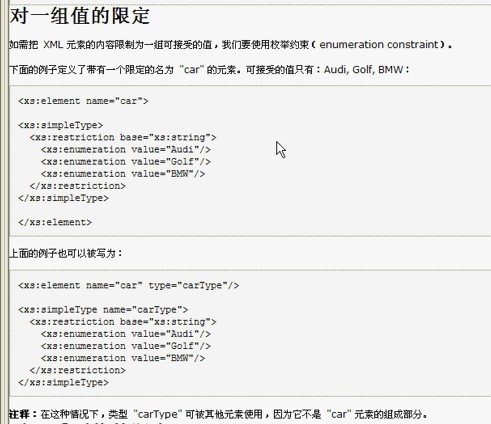 对一组值的限定
如需把 XML 元素的内容限制为一组可接受的值，我们要使用枚举约束（enumeration constraint）。
下面的例子定义了带有一个限定的名为 "car" 的元素。可接受的值只有：Audi, Golf, BMW：
<xs:element name="car">
<xs:simpleType>
<xs:restriction base="xs:string">
<xs:enumeration value="Audi"/>
<xs:enumeration value="Golf"/>
<xs:enumeration value="BMW"/>
</xs:restriction>
</xs:simpleType>
</xs:element>
上面的例子也可以被写为：
<xs:element name="car" type="carType"/>
<xs:simpleType name="carType">
<xs:restriction base="xs:string">
<xs:enumeration value="Audi"/>
<xs:enumeration value="Golf"/>
<xs:enumeration value="BMW"/>
</xs:restriction>
</xs:simpleType>
注释：在这种情况下，类型 "carType" 可被其他元素使用，因为它不是 "car" 元素的组成部分。